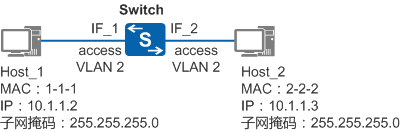 Switch
IF_1
IF_2
S
access
VLAN 2
access
VLAN 2
Host_1
MAC：1-1-1
IP：10.1.1.2
子网掩码：255.255.255.0
Host_2
MAC：2-2-2
IP：10.1.1.3
子网掩码：255.255.255.0